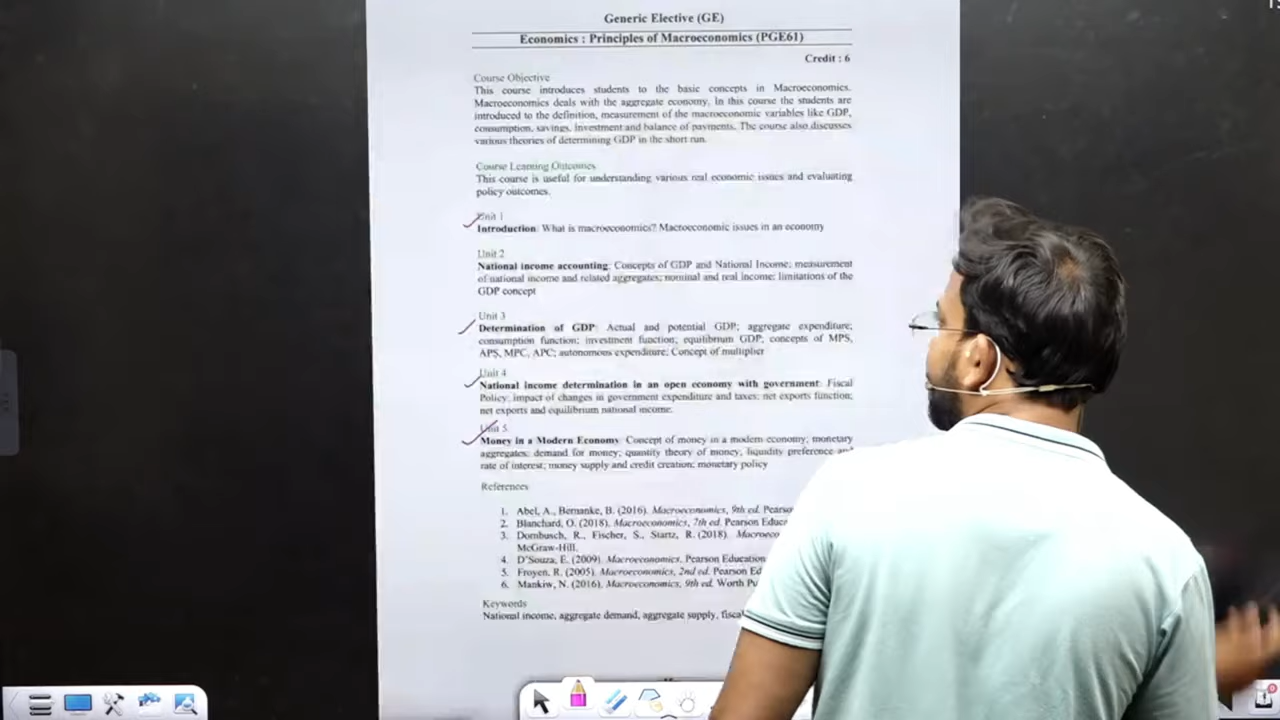 Generic Elective (GE)
Economics : Principles of Macroeconomics (PGE61)
Credit : 6
Course Objective
This course introduces students to the basic concepts in Macroeconomics.
Macroeconomics deals with the aggregate economy. In this course the students are
introduced to the definition, measurement of the macroeconomic variables like GDP,
consumption, savings, investment and balance of payments. The course also discusses
various theories of determining GDP in the short run.
Course Learning Outcomes
This course is useful for understanding various real economic issues and evaluating
policy outcomes.
Unit 1
Introduction: What is macroeconomics? Macroeconomic issues in an economy
Unit 2
National income accounting: Concepts of GDP and National Income; measurement
of national income and related aggregates; nominal and real income; limitations of the
GDP concept
Unit 3
Determination of GDP: Actual and potential GDP; aggregate expenditure;
consumption function; investment function; equilibrium GDP; concepts of MPS,
APS, MPC, APC; autonomous expenditure; Concept of multiplier
Unit 4
National income determination in an open economy with government: Fiscal
Policy: impact of changes in government expenditure and taxes; net exports function;
net exports and equilibrium national income.
Unit 5
Money in a Modern Economy: Concept of money in a modern economy; monetary
aggregates; demand for money; quantity theory of money; liquidity preference and
rate of interest; money supply and credit creation; monetary policy
References
1. Abel, A., Bernanke, B. (2016). Macroeconomics, 9th ed.
2. Blanchard, O. (2018). Macroeconomics, 7th ed. Pearson
3. Dornbusch, R., Fischer, S., Startz, R. (2018).
McGraw-Hill.
4. D'Souza, E. (2009). Macroeconomics. Pearson Education
5. Froyen, R. (2005). Macroeconomics, 2nd ed. Pearson
6. Mankiw, N. (2016). Macroeconomics, 9th ed. Worth
Keywords
National income, aggregate demand, aggregate supply,